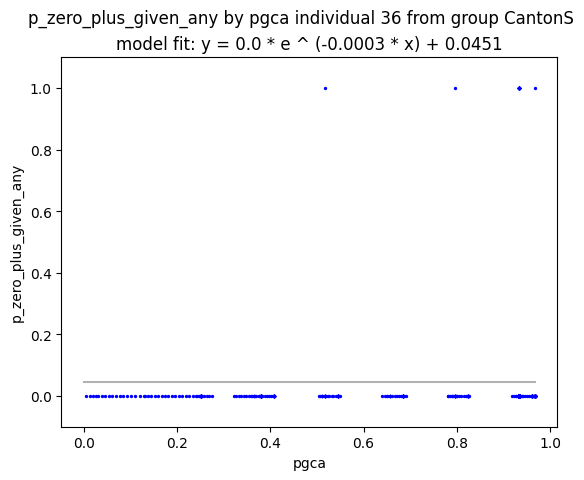 p_zero_plus_given_any by pgca individual 36 from group CantonS
model fit: y = 0.0 * e ^ (-0.0003 * x) + 0.0451
1.0
0.8
0.6
0.4
0.2
0.0
p_zero_plus_given_any
0.0 0.2 0.4 0.6 0.8 1.0
pgca